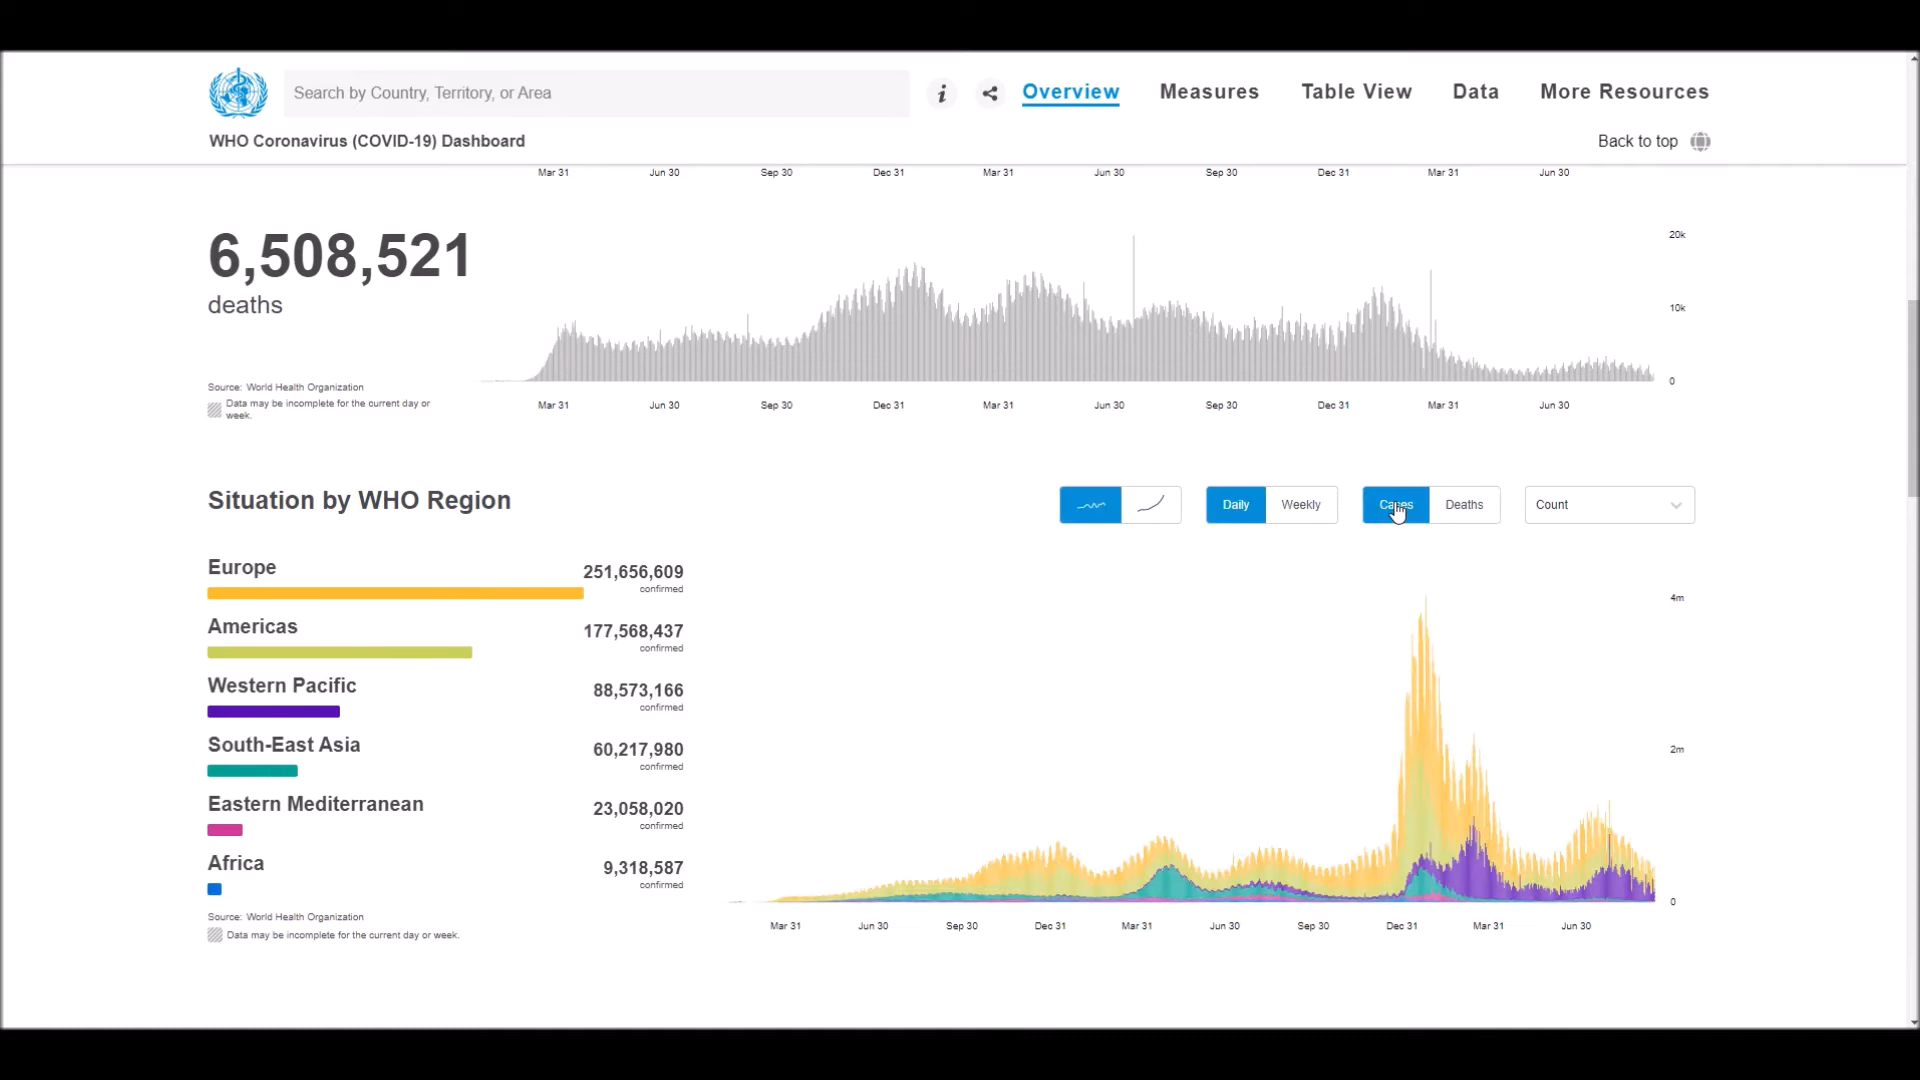 Search by Country, Territory, or Area
i
Overview
Measures
Table View
Data
More Resources
WHO Coronavirus (COVID-19) Dashboard
Back to top
Mar 31 Jun 30 Sep 30 Dec 31 Mar 31 Jun 30 Sep 30 Dec 31 Mar 31 Jun 30
6,508,521
deaths
20k
10k
0
Source: World Health Organization
Data may be incomplete for the current day or
week.
Mar 31 Jun 30 Sep 30 Dec 31 Mar 31 Jun 30 Sep 30 Dec 31 Mar 31 Jun 30
Situation by WHO Region
Daily
Weekly
Cases
Deaths
Count
Europe
251,656,609
confirmed
Americas
177,568,437
confirmed
Western Pacific
88,573,166
confirmed
South-East Asia
60,217,980
confirmed
Eastern Mediterranean
23,058,020
confirmed
Africa
9,318,587
confirmed
Source: World Health Organization
Data may be incomplete for the current day or week.
4m
2m
0
Mar 31 Jun 30 Sep 30 Dec 31 Mar 31 Jun 30 Sep 30 Dec 31 Mar 31 Jun 30